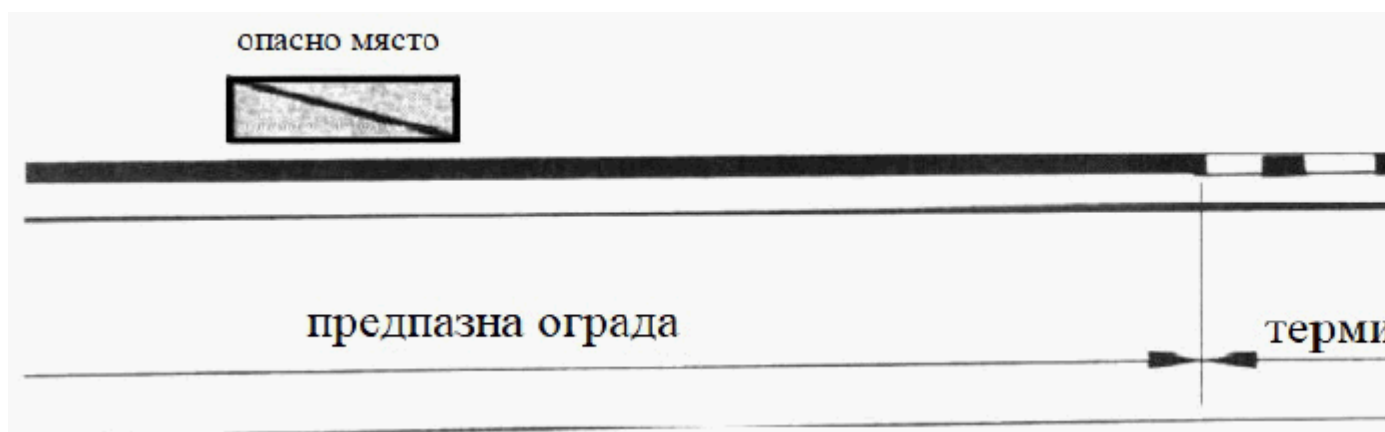 опасно място
предпазна ограда
терми